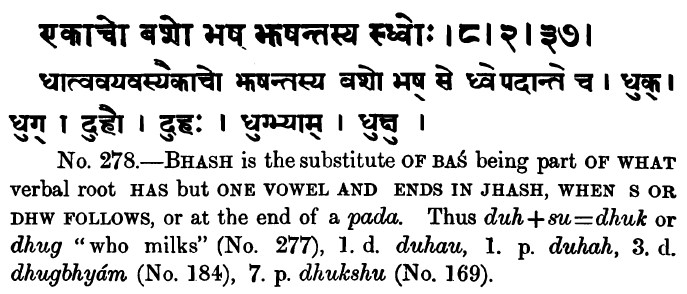 एकाचो बशो भष् झषन्तस्य स्ध्वोः ।८।२।३७।
धात्ववयवस्यैकाचो झषन्तस्य बशो भष् से ध्वे पदान्ते च । धुक्।
धुग् । दुहौ । दुहः । धुग्भ्याम् । धुक्षु ।
No. 278.—BHASH is the substitute OF BAŚ being part OF WHAT
verbal root HAS but ONE VOWEL AND ENDS IN JHASH, WHEN S OR
DHW FOLLOWS, or at the end of a pada. Thus duh+su=dhuk or
dhug "who milks" (No. 277), 1. d. duhau, 1. p. duhah, 3. d.
dhugbhyám (No. 184), 7. p. dhukshu (No. 169).